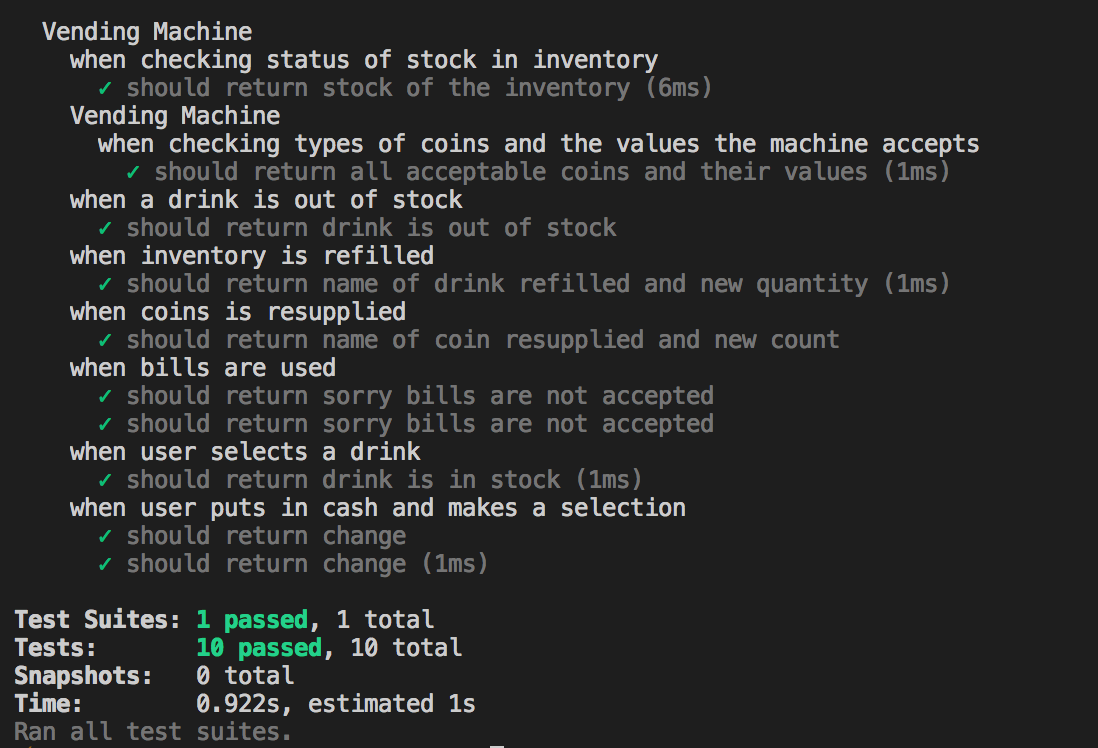 Vending Machine
when checking status of stock in inventory
✓ should return stock of the inventory (6ms)
Vending Machine
when checking types of coins and the values the machine accepts
✓ should return all acceptable coins and their values (1ms)
when a drink is out of stock
✓ should return drink is out of stock
when inventory is refilled
✓ should return name of drink refilled and new quantity (1ms)
when coins is resupplied
✓ should return name of coin resupplied and new count
when bills are used
✓ should return sorry bills are not accepted
✓ should return sorry bills are not accepted
when user selects a drink
✓ should return drink is in stock (1ms)
when user puts in cash and makes a selection
✓ should return change
✓ should return change (1ms)
Test Suites: 1 passed, 1 total
Tests: 10 passed, 10 total
Snapshots: 0 total
Time: 0.922s, estimated 1s
Ran all test suites.